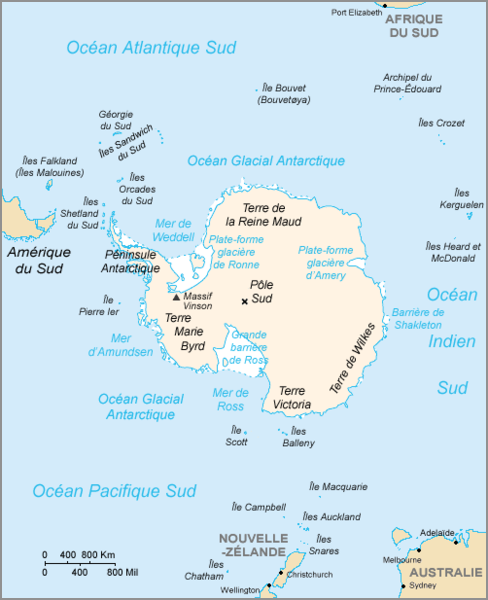 Port Elizabeth
AFRIQUE
DU SUD
Océan Atlantique Sud
Île Bouvet
(Bouvetøya)
Archipel du
Prince-Édouard
Géorgie
du Sud
Îles Sandwich
du Sud
Îles Crozet
Îles Falkland
(Îles Malouines)
Océan Glacial Antarctique
Îles
Orcades
du Sud
Îles
Shetland
du Sud
Îles
Kerguelen
Terre de
la Reine Maud
Mer de
Weddell
Amérique
du Sud
Péninsule
Antarctique
Plate-forme
glacière
de Ronne
Plate-forme
glacière
d'Amery
Îles Heard et
McDonald
Île
Pierre Ier
Massif
Vinson
Pôle
Sud
Océan
Indien
Sud
Barrière de
Shakleton
Terre
Marie
Byrd
Mer
d'Amundsen
Grande
barrière
de Ross
Terre de Wilkes
Océan Glacial
Antarctique
Mer de
Ross
Terre
Victoria
Île
Scott
Îles
Balleny
Océan Pacifique Sud
Île Macquarie
Île Campbell
Îles Auckland
Îles
Snares
NOUVELLE
-ZÉLANDE
Adelaïde
Melbourne
0 400 800 Km
0 400 800 Mil
Îles
Chatham
Christchurch
Wellington
AUSTRALIE
Sydney